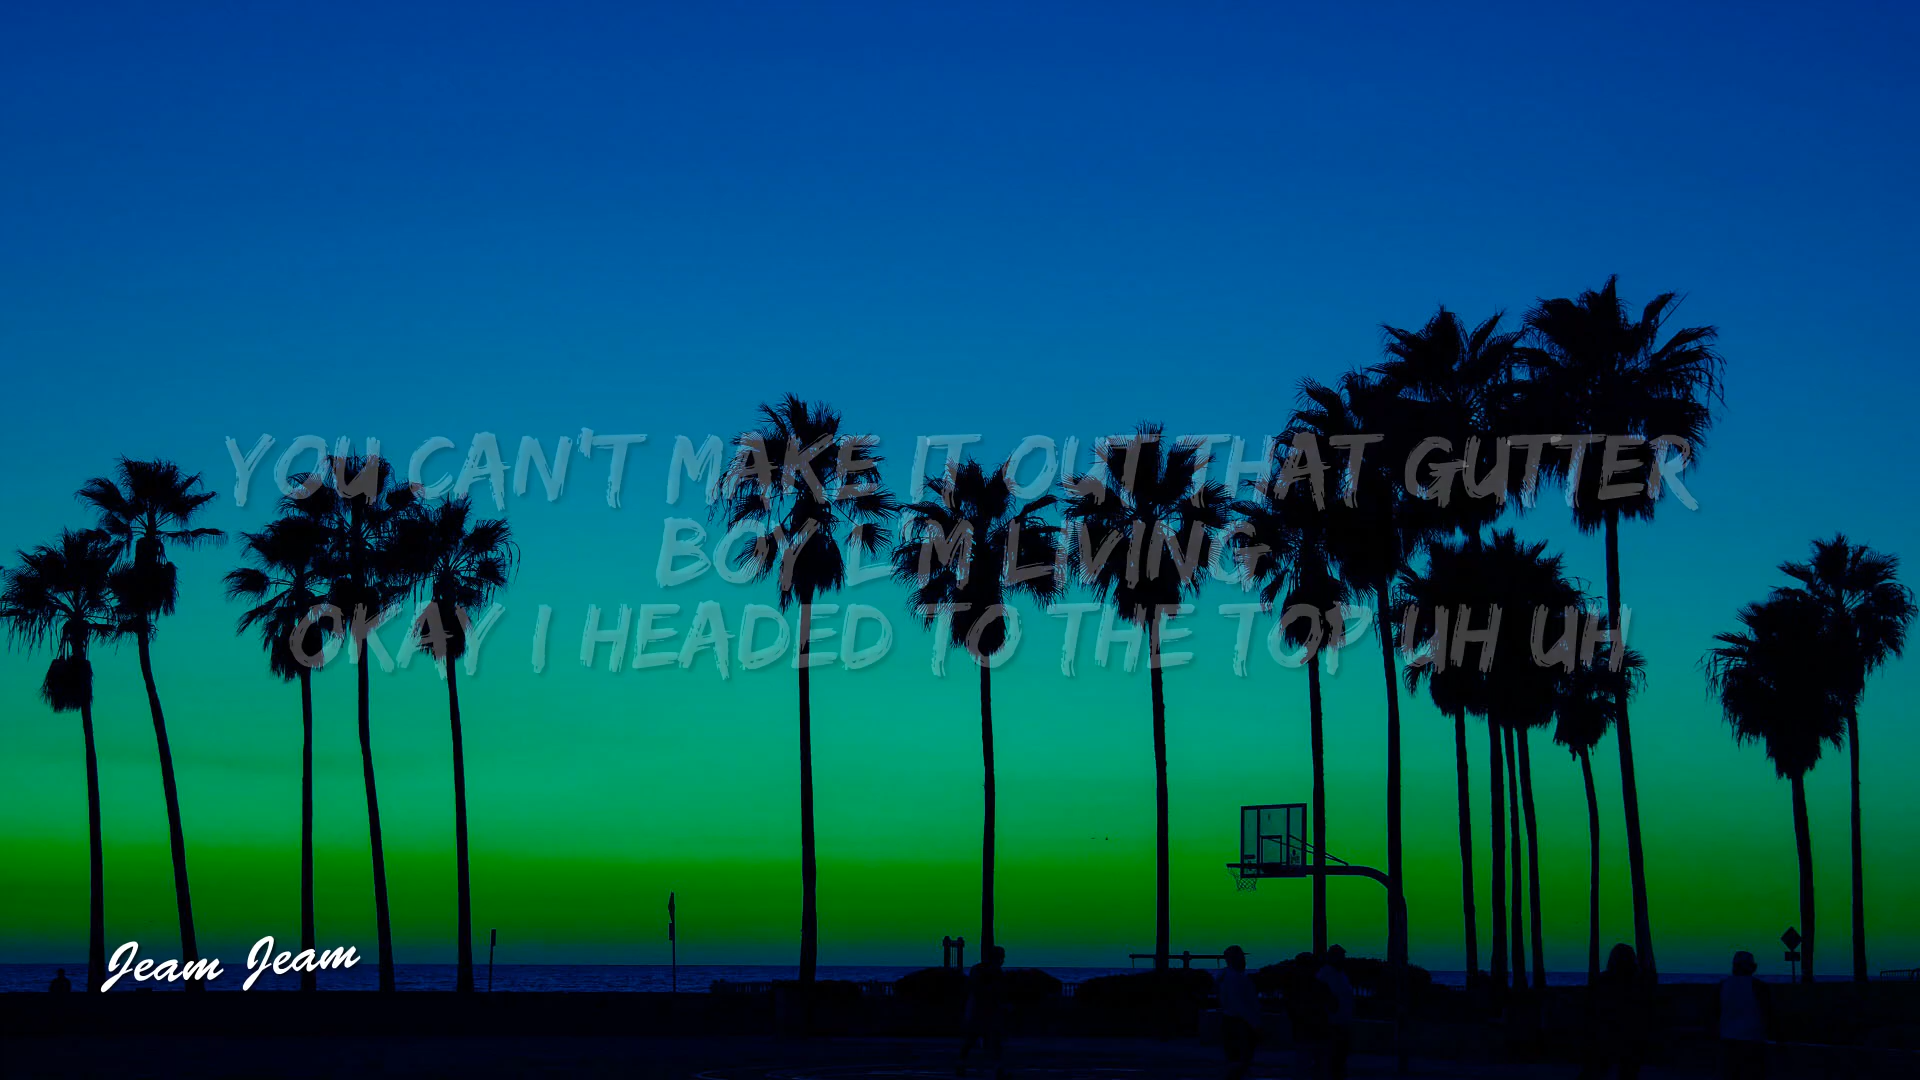 YOU CAN'T MAKE IT OUT THAT GUTTER
BOY L'M LIVING
OKAY I HEADED TO THE TOP UH UH
Jeam Jeam